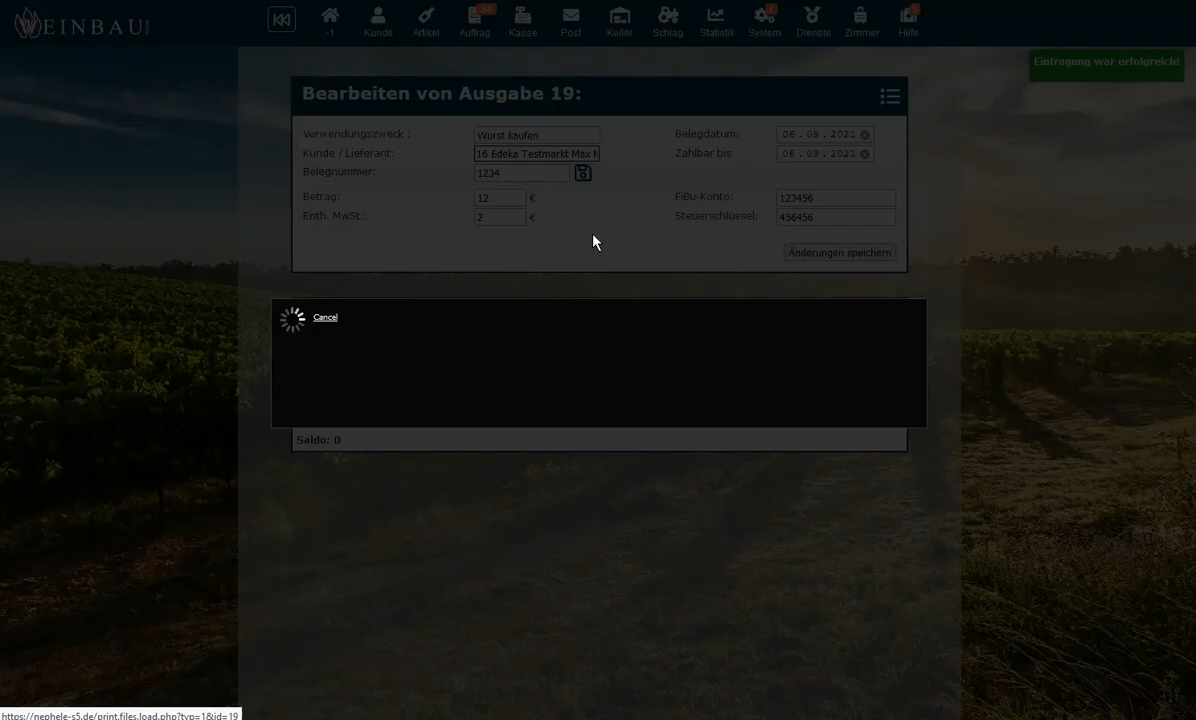 WEINBAU
-1
Kunde
Artikel
34
Auftrag
Kasse
Post
Keller
Schlag
Statistik
System
Dienste
Zimmer
Hilfe
Eintragung war erfolgreich!
Bearbeiten von Ausgabe 19:
Verwendungszweck :
Wurst kaufen
Belegdatum:
06.09.2021
Kunde / Lieferant:
16 Edeka Testmarkt Max M
Zahlbar bis:
06.09.2021
Belegnummer:
1234
Betrag:
12 €
FiBu-Konto:
123456
Enth. MwSt.:
2 €
Steuerschlüssel:
456456
Änderungen speichern
Cancel
Saldo: 0
https://nephele-s5.de/print.files.load.php?typ=1&id=19